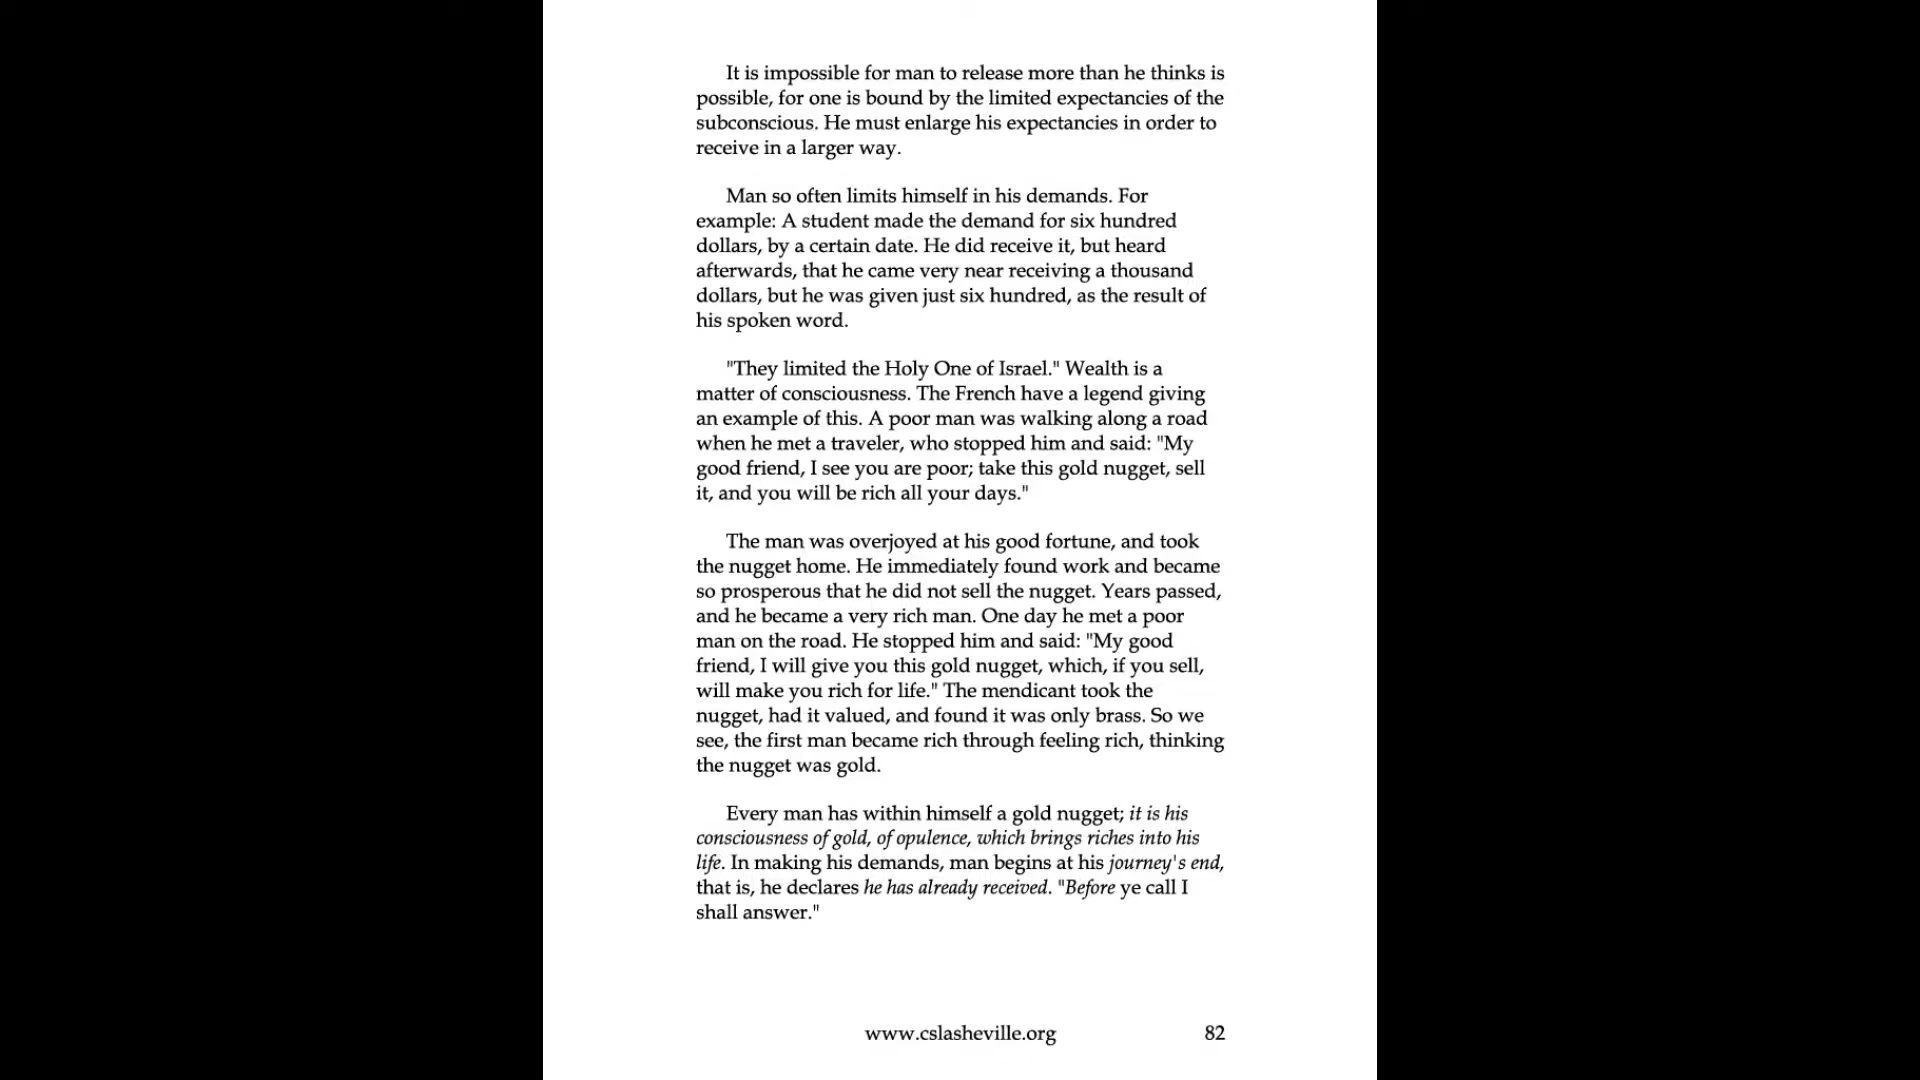 It is impossible for man to release more than he thinks is
possible, for one is bound by the limited expectancies of the
subconscious. He must enlarge his expectancies in order to
receive in a larger way.
Man so often limits himself in his demands. For
example: A student made the demand for six hundred
dollars, by a certain date. He did receive it, but heard
afterwards, that he came very near receiving a thousand
dollars, but he was given just six hundred, as the result of
his spoken word.
"They limited the Holy One of Israel." Wealth is a
matter of consciousness. The French have a legend giving
an example of this. A poor man was walking along a road
when he met a traveler, who stopped him and said: "My
good friend, I see you are poor; take this gold nugget, sell
it, and you will be rich all your days."
The man was overjoyed at his good fortune, and took
the nugget home. He immediately found work and became
so prosperous that he did not sell the nugget. Years passed,
and he became a very rich man. One day he met a poor
man on the road. He stopped him and said: "My good
friend, I will give you this gold nugget, which, if you sell,
will make you rich for life." The mendicant took the
nugget, had it valued, and found it was only brass. So we
see, the first man became rich through feeling rich, thinking
the nugget was gold.
Every man has within himself a gold nugget; it is his
consciousness of gold, of opulence, which brings riches into his
life. In making his demands, man begins at his journey's end,
that is, he declares he has already received. "Before ye call I
shall answer."
www.cslasheville.org 82